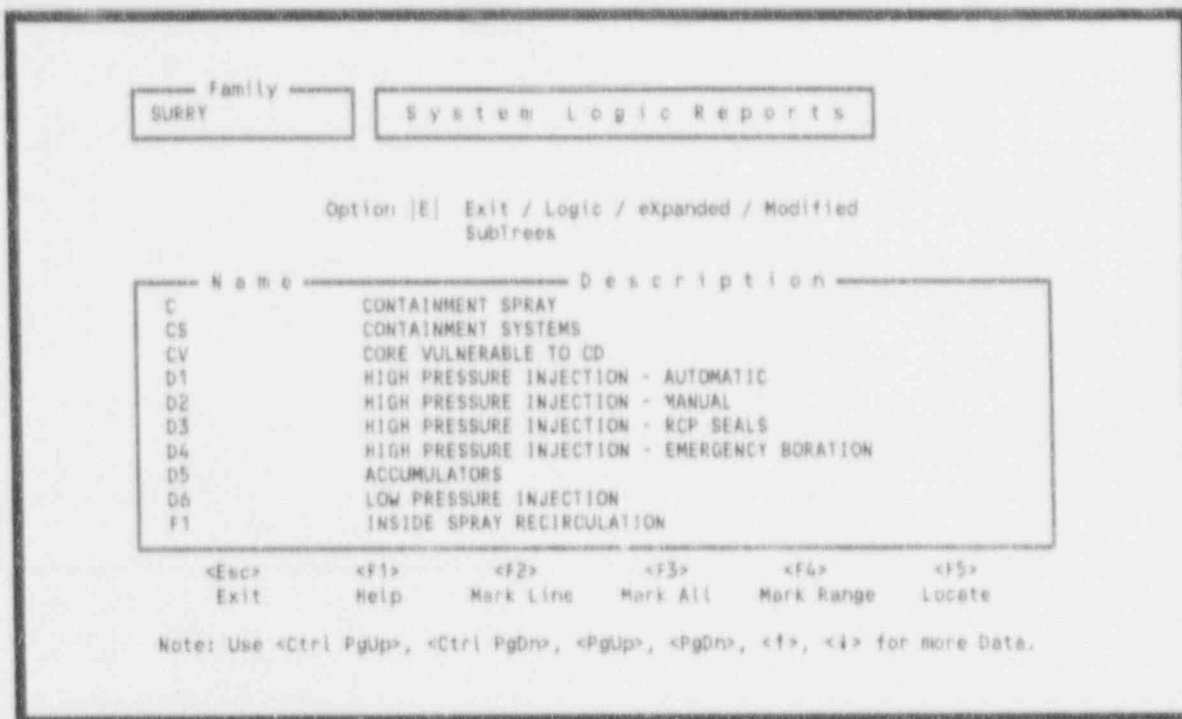 Family
SURRY
System Logic Reports
Option |E| Exit / Logic / eXpanded / Modified
SubTrees
Name Description
C CONTAINMENT SPRAY
CS CONTAINMENT SYSTEMS
CV CORE VULNERABLE TO CD
D1 HIGH PRESSURE INJECTION - AUTOMATIC
D2 HIGH PRESSURE INJECTION - MANUAL
D3 HIGH PRESSURE INJECTION - RCP SEALS
D4 HIGH PRESSURE INJECTION - EMERGENCY BORATION
D5 ACCUMULATORS
D6 LOW PRESSURE INJECTION
F1 INSIDE SPRAY RECIRCULATION
<Esc> <F1> <F2> <F3> <F4> <F5>
Exit Help Mark Line Mark All Mark Range Locate
Note: Use <Ctrl PgUp>, <Ctrl PgDn>, <PgUp>, <PgDn>, <↑>, <↓> for more Data.